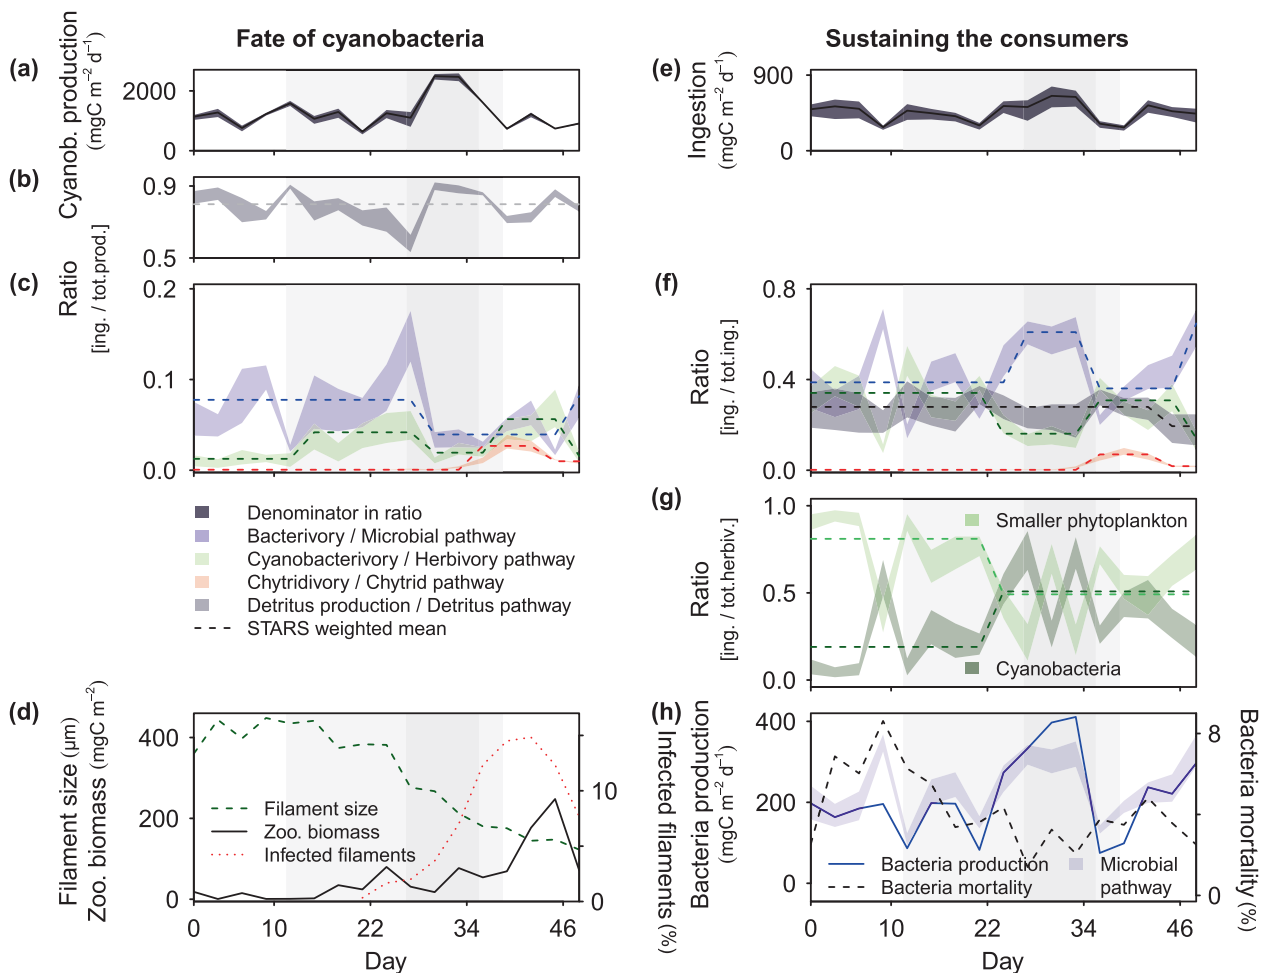 Fate of cyanobacteria
Sustaining the consumers
(a)
Cyanob. production
(mgC m−2 d−1)
2000
0
(e)
Ingestion
(mgC m−2 d−1)
900
0
(b)
0.9
0.5
(c)
Ratio
[ing. / tot.prod.]
0.2
0.1
0.0
(f)
Ratio
[ing. / tot.ing.]
0.8
0.4
0.0
Denominator in ratio
Bacterivory / Microbial pathway
Cyanobacterivory / Herbivory pathway
Chytridivory / Chytrid pathway
Detritus production / Detritus pathway
STARS weighted mean
(g)
Ratio
[ing. / tot.herbiv.]
1.0
0.5
0.0
Smaller phytoplankton
Cyanobacteria
(d)
Filament size (µm)
Zoo. biomass (mgC m−2)
400
200
0
Filament size
Zoo. biomass
Infected filaments
10
0
Infected filaments (%)
0
10
22
34
46
Day
(h)
Bacteria production
(mgC m−2 d−1)
400
200
0
Bacteria production
Bacteria mortality
Microbial
pathway
8
4
0
Bacteria mortality (%)
0
10
22
34
46
Day